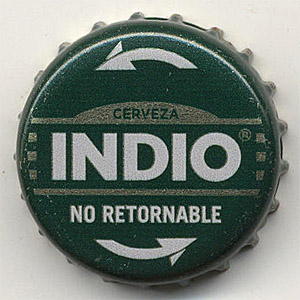 CERVEZA
INDIO®
NO RETORNABLE